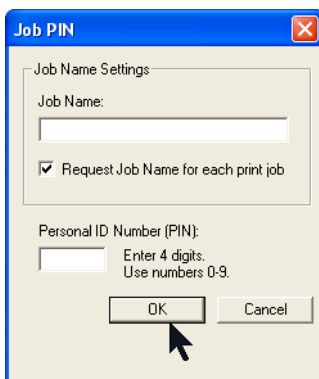 Job PIN
Job Name Settings
Job Name:
Request Job Name for each print job
Personal ID Number (PIN):
Enter 4 digits.
Use numbers 0-9.
OK
Cancel